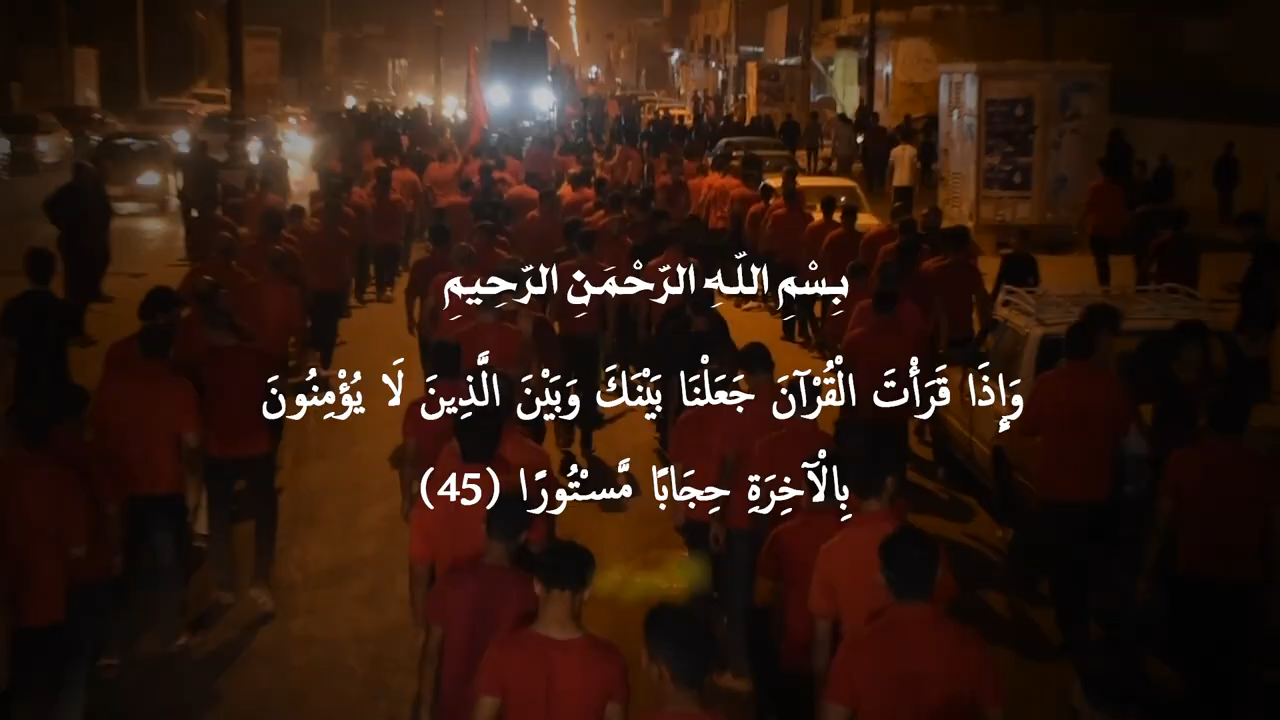 بِسْمِ اللَّهِ الرَّحْمَنِ الرَّحِيمِ
وَإِذَا قَرَأْتَ الْقُرْآنَ جَعَلْنَا بَيْنَكَ وَبَيْنَ الَّذِينَ لَا يُؤْمِنُونَ
بِالْآخِرَةِ حِجَابًا مَّسْتُورًا (45)